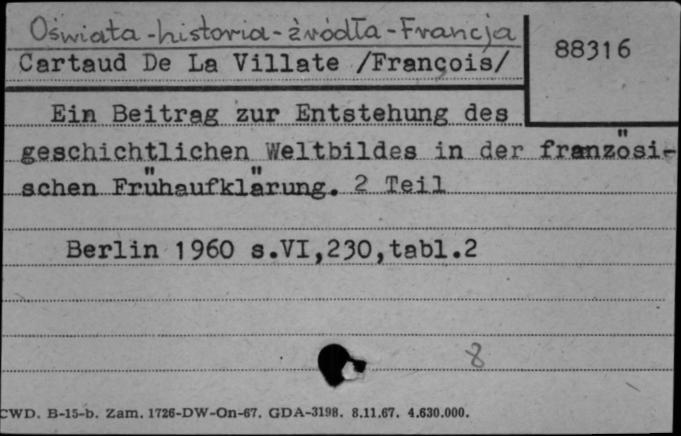 Oświata-historia-źródła-Francja
Cartaud De La Villate /François/
88316
Ein Beitrag zur Entstehung des
geschichtlichen Weltbildes in der französi-
schen Frühaufklärung. 2 Teil
Berlin 1960 s.VI,230,tabl.2
8
CWD. B-15-b. Zam. 1726-DW-On-67. GDA-3198. 8.11.67. 4.630.000.